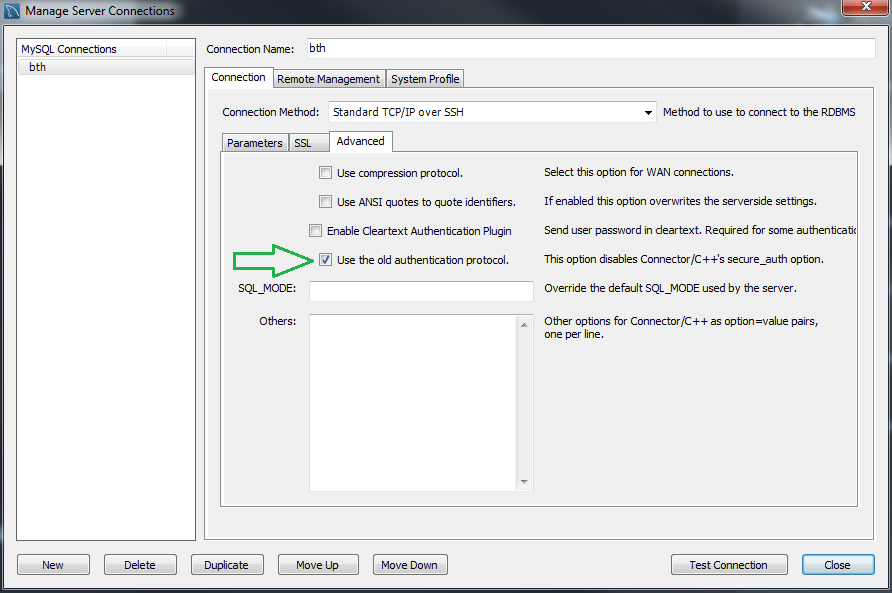 Manage Server Connections
MySQL Connections
bth
Connection Name: bth
Connection Remote Management System Profile
Connection Method: Standard TCP/IP over SSH Method to use to connect to the RDBMS
Parameters SSL Advanced
Use compression protocol. Select this option for WAN connections.
Use ANSI quotes to quote identifiers. If enabled this option overwrites the serverside settings.
Enable Cleartext Authentication Plugin Send user password in cleartext. Required for some authenticatio
Use the old authentication protocol. This option disables Connector/C++'s secure_auth option.
SQL_MODE: Override the default SQL_MODE used by the server.
Others: Other options for Connector/C++ as option=value pairs,
one per line.
New Delete Duplicate Move Up Move Down Test Connection Close